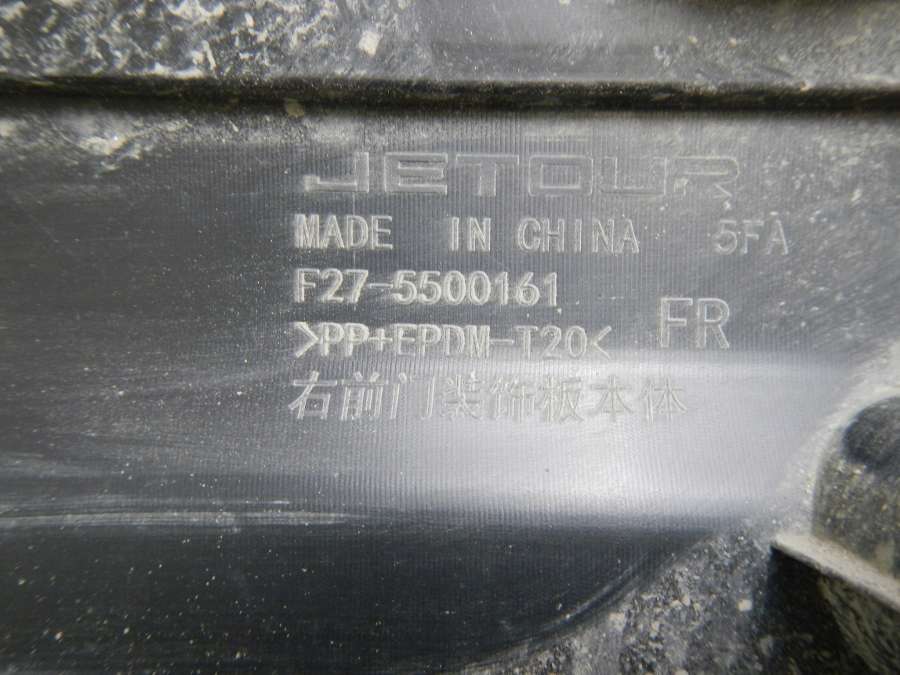 JETOUR
MADE IN CHINA 5FA
F27-5500161
>PP+EPDM-T20< FR
右前门装饰板本体